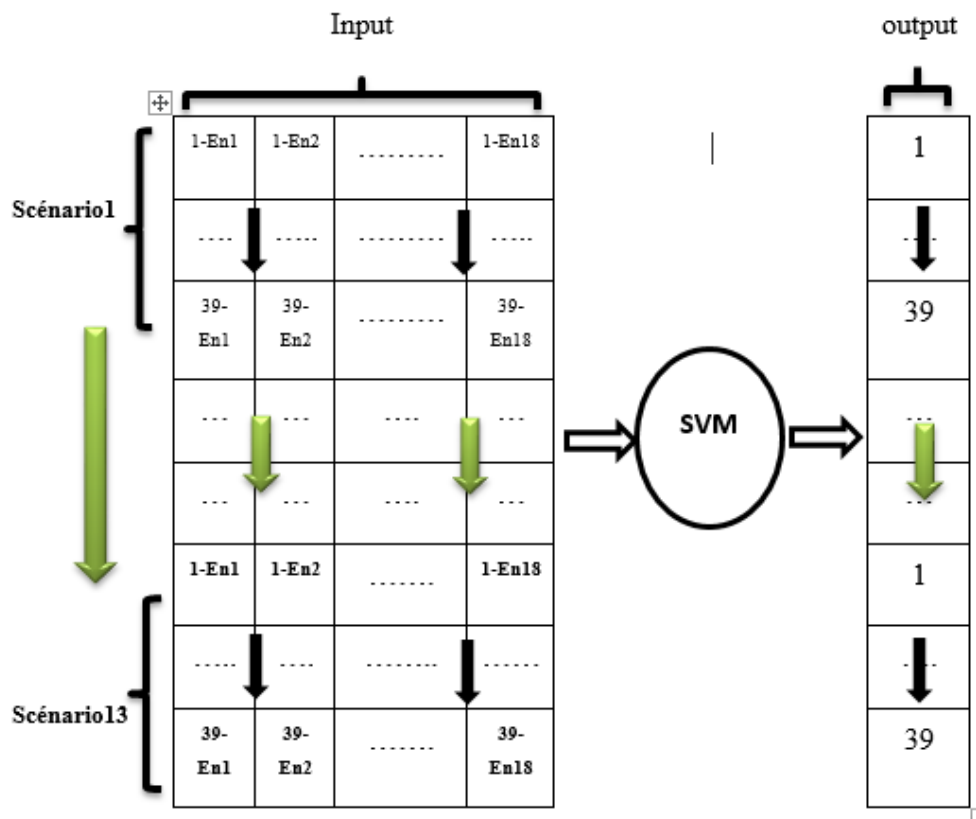 Input output
1-En1 1-En2 ......... 1-En18 1
Scénario1
---- ----- ......... ----- ----
39-En1 39-En2 ......... 39-En18 39
--- --- ---- --- ---
SVM
--- --- ---- --- ---
1-En1 1-En2 ....... 1-En18 1
----- ---- -------- ------ ----
Scénario13
39-En1 39-En2 ....... 39-En18 39